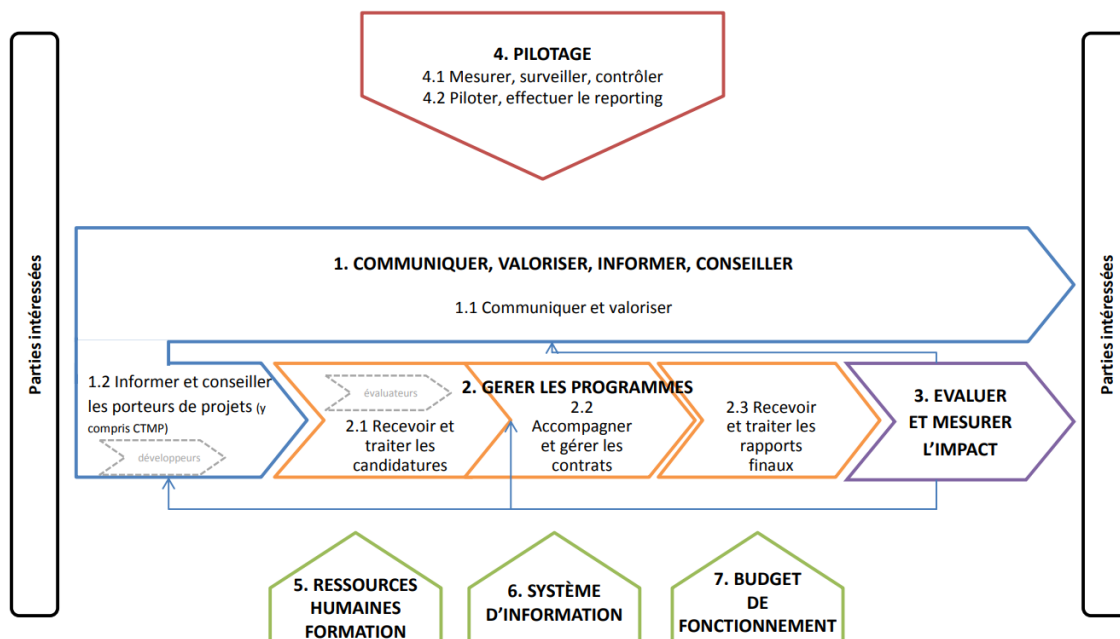 4. PILOTAGE
4.1 Mesurer, surveiller, contrôler
4.2 Piloter, effectuer le reporting
Parties intéressées
Parties intéressées
1. COMMUNIQUER, VALORISER, INFORMER, CONSEILLER
1.1 Communiquer et valoriser
1.2 Informer et conseiller
les porteurs de projets (y
compris CTMP)
développeurs
2. GERER LES PROGRAMMES
évaluateurs
2.1 Recevoir et
traiter les
candidatures
2.2
Accompagner
et gérer les
contrats
2.3 Recevoir
et traiter les
rapports
finaux
3. EVALUER
ET MESURER
L’IMPACT
5. RESSOURCES
HUMAINES
FORMATION
6. SYSTÈME
D’INFORMATION
7. BUDGET
DE
FONCTIONNEMENT